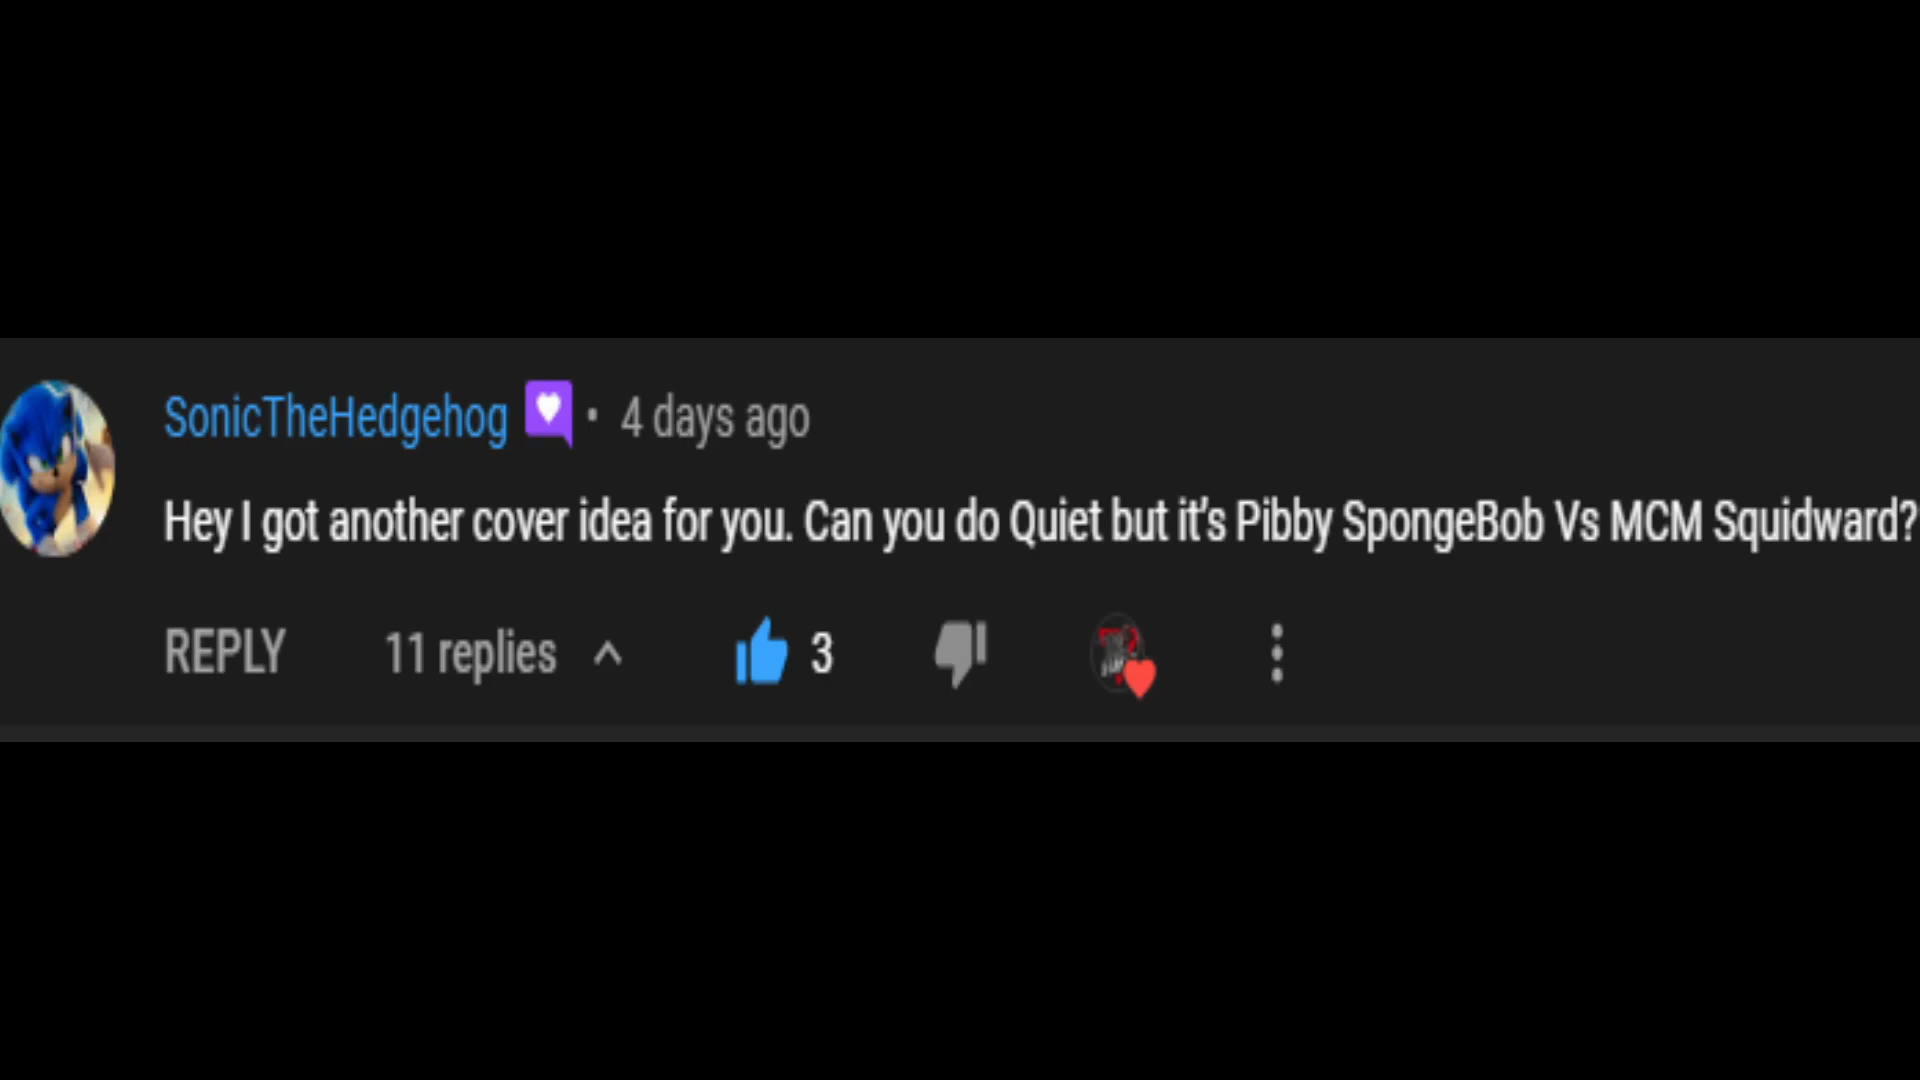 SonicTheHedgehog • 4 days ago
Hey I got another cover idea for you. Can you do Quiet but it's Pibby SpongeBob Vs MCM Squidward?
REPLY 11 replies 3